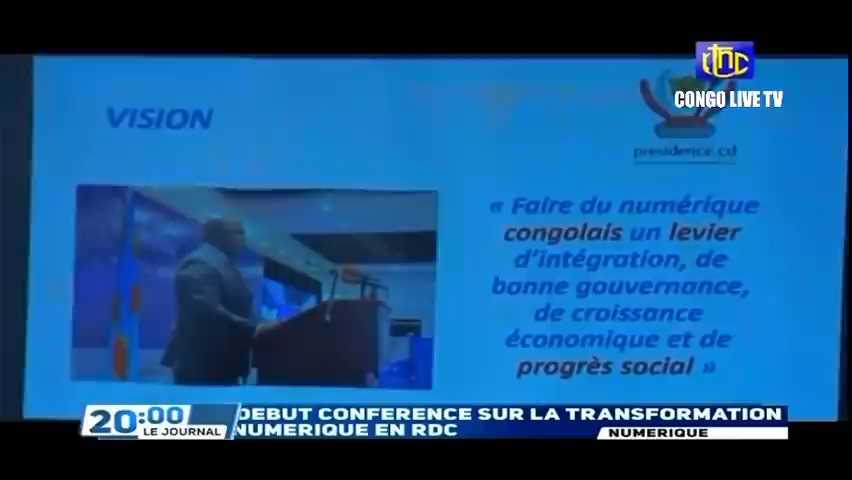 rtnc
CONGO LIVE TV
VISION
presidence.cd
« Faire du numérique
congolais un levier
d'intégration, de
bonne gouvernance,
de croissance
économique et de
progrès social »
20:00
LE JOURNAL
DEBUT CONFERENCE SUR LA TRANSFORMATION
NUMERIQUE EN RDC
NUMERIQUE